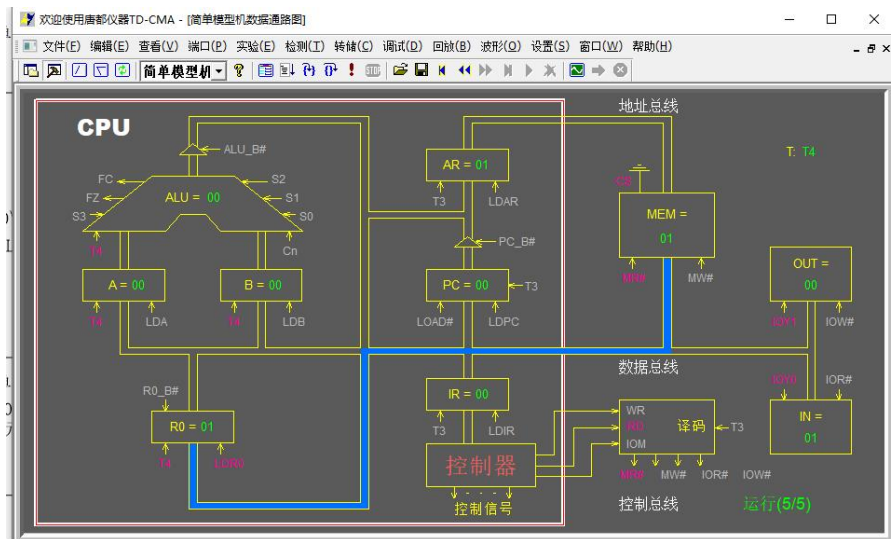 欢迎使用唐都仪器TD-CMA - [简单模型机数据通路图]
文件(F) 编辑(E) 查看(V) 端口(P) 实验(E) 检测(T) 转储(C) 调试(D) 回放(B) 波形(O) 设置(S) 窗口(W) 帮助(H)
简单模型机
地址总线
CPU
ALU_B#
T: T4
FC
S2
AR = 01
CS
FZ
ALU = 00
S1
S3
S0
T3
LDAR
MEM =
01
T4
Cn
PC_B#
OUT =
00
A = 00
B = 00
PC = 00
T3
MR#
MW#
T4
LDA
T4
LDB
LOAD#
LDPC
IOY1
IOW#
数据总线
R0_B#
IR = 00
IOY0
IOR#
R0 = 01
T3
LDIR
WR
RD
IOM
译码
T3
IN =
01
T4
LDR0
控制器
MR#
MW#
IOR#
IOW#
控制信号
控制总线
运行(5/5)